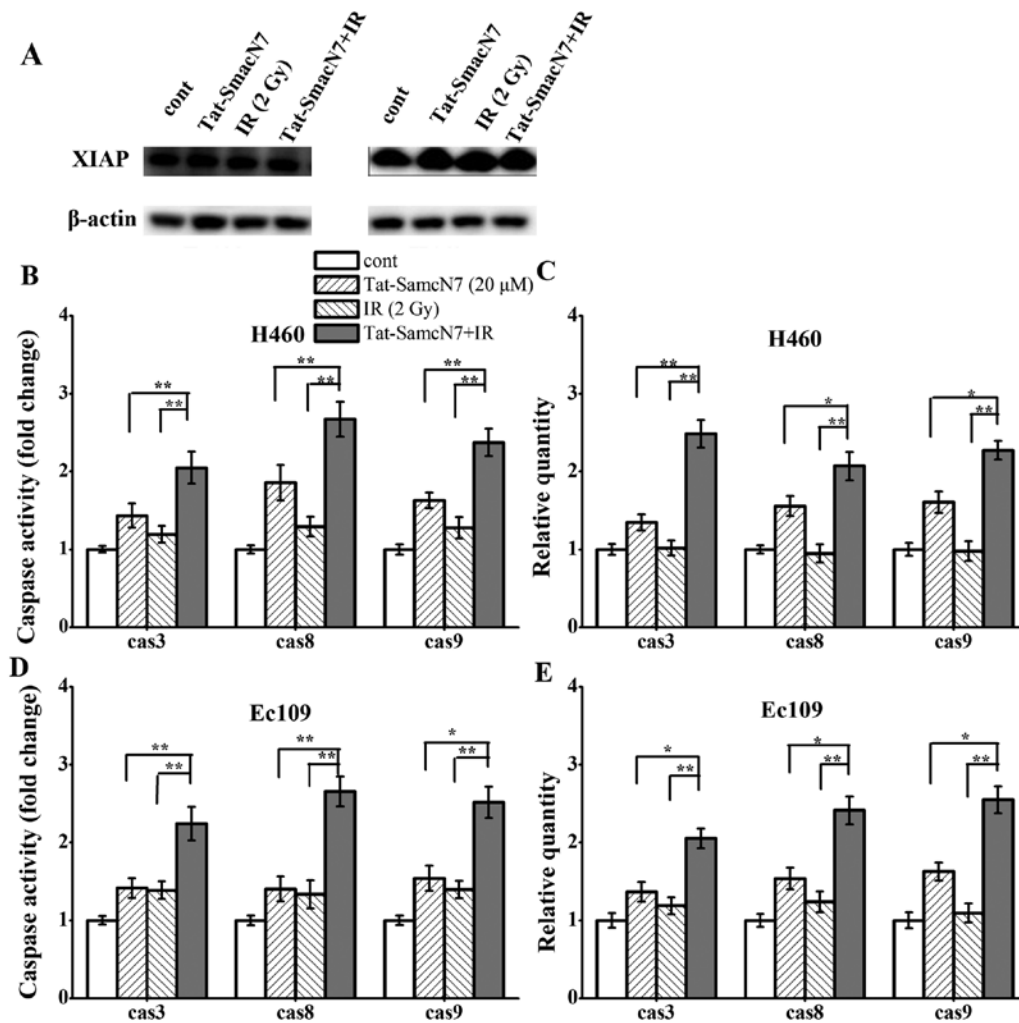 A
cont
Tat-SmacN7
IR (2 Gy)
Tat-SmacN7+IR
cont
Tat-SmacN7
IR (2 Gy)
Tat-SmacN7+IR
XIAP
β-actin
cont
Tat-SamcN7 (20 μM)
IR (2 Gy)
Tat-SamcN7+IR
B
H460
Caspase activity (fold change)
4
3
2
1
0
** ** ** ** ** **
cas3 cas8 cas9
C
H460
Relative quantity
4
3
2
1
0
** ** * ** * **
cas3 cas8 cas9
D
Ec109
Caspase activity (fold change)
4
3
2
1
0
** ** ** ** * **
cas3 cas8 cas9
E
Ec109
Relative quantity
4
3
2
1
0
* ** * ** * **
cas3 cas8 cas9